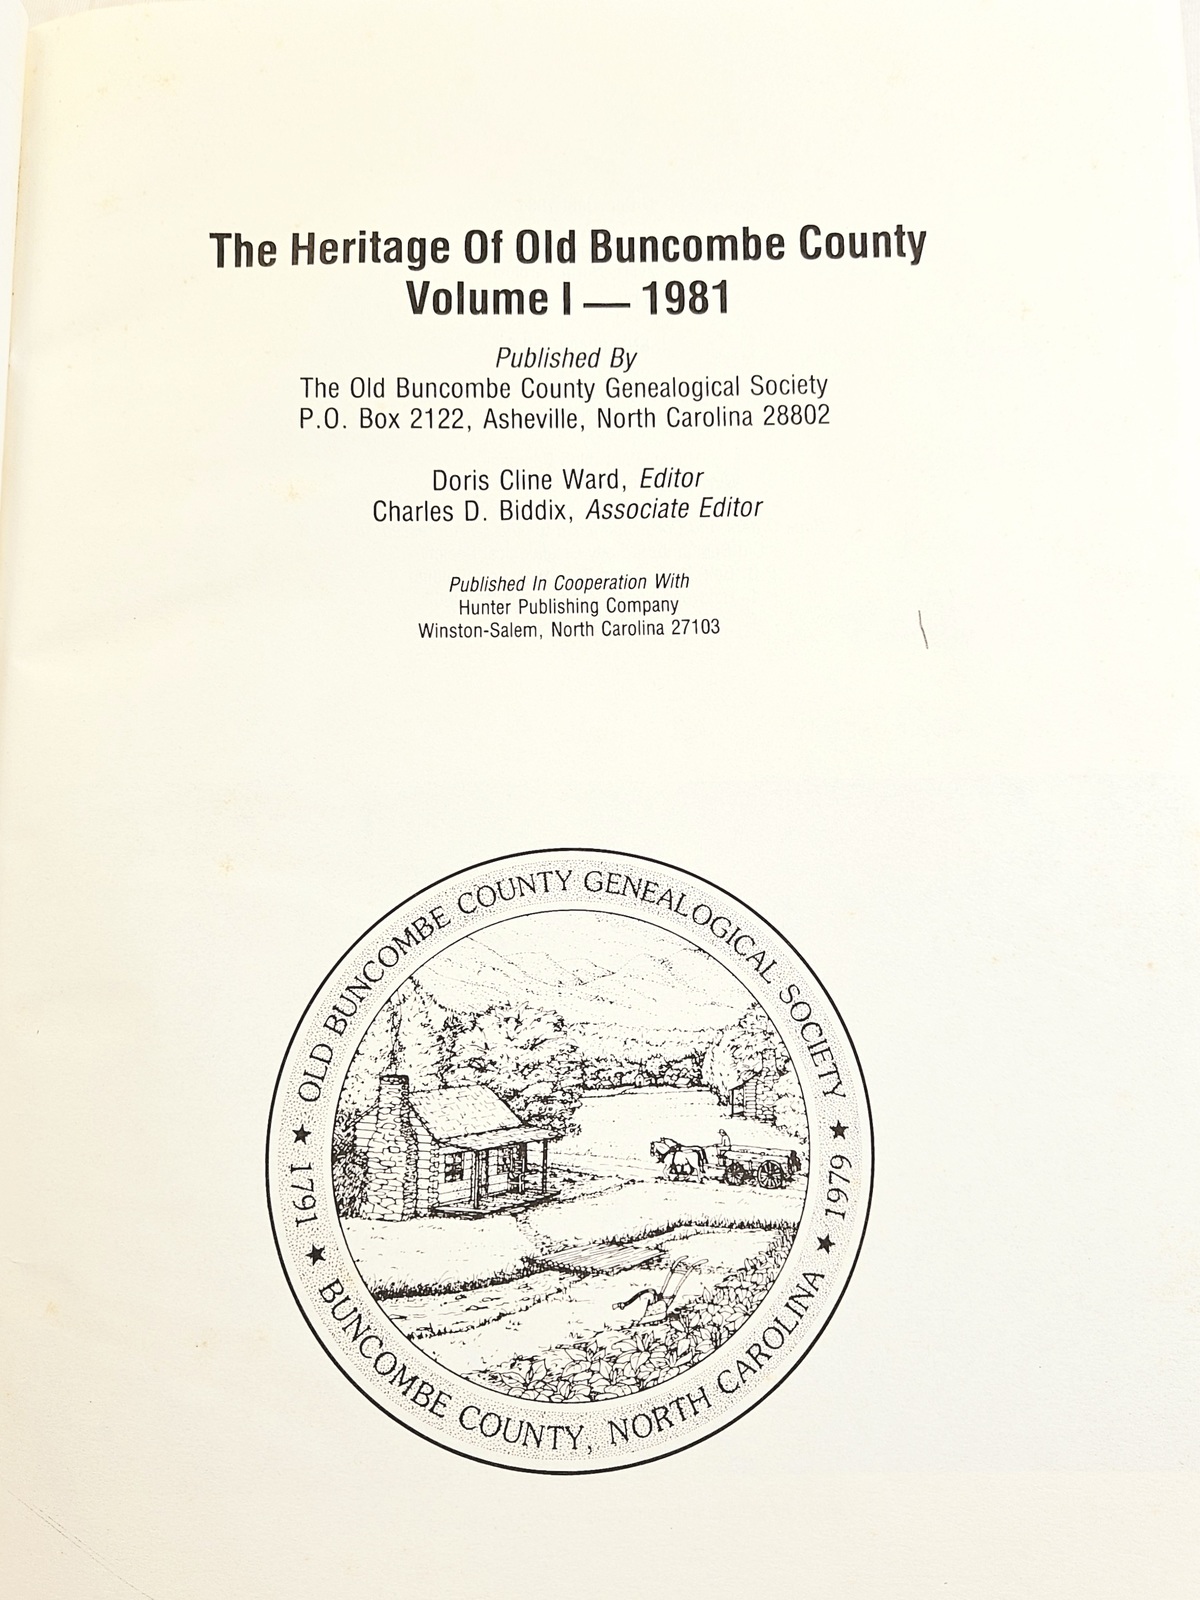 The Heritage Of Old Buncombe County
Volume I — 1981
Published By
The Old Buncombe County Genealogical Society
P.O. Box 2122, Asheville, North Carolina 28802
Doris Cline Ward, Editor
Charles D. Biddix, Associate Editor
Published In Cooperation With
Hunter Publishing Company
Winston-Salem, North Carolina 27103
OLD BUNCOMBE COUNTY GENEALOGICAL SOCIETY
★ 1791 ★
★ 1979 ★
BUNCOMBE COUNTY, NORTH CAROLINA